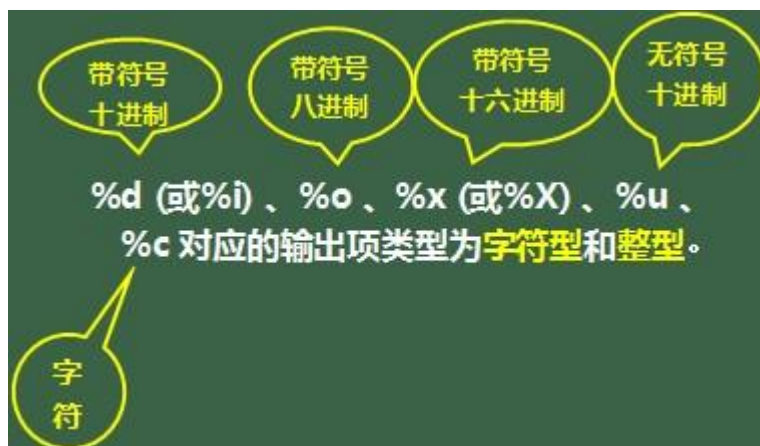 带符号
十进制
带符号
八进制
带符号
十六进制
无符号
十进制
%d (或%i) 、%o 、%x (或%X) 、%u 、
%c 对应的输出项类型为字符型和整型。
字
符